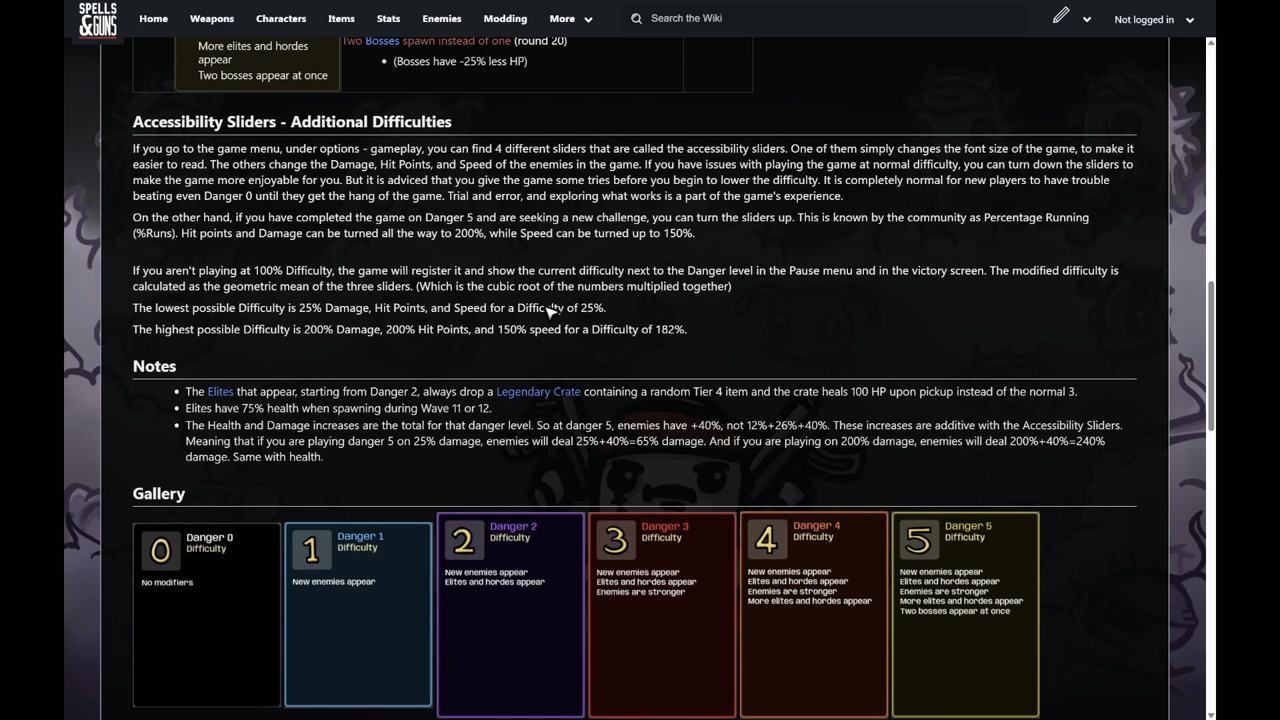 SPELLS
&GUNS
Home Weapons Characters Items Stats Enemies Modding More Search the Wiki Not logged in
More elites and hordes
appear
Two bosses appear at once
Two Bosses spawn instead of one (round 20)
(Bosses have -25% less HP)
Accessibility Sliders - Additional Difficulties
If you go to the game menu, under options - gameplay, you can find 4 different sliders that are called the accessibility sliders. One of them simply changes the font size of the game, to make it
easier to read. The others change the Damage, Hit Points, and Speed of the enemies in the game. If you have issues with playing the game at normal difficulty, you can turn down the sliders to
make the game more enjoyable for you. But it is adviced that you give the game some tries before you begin to lower the difficulty. It is completely normal for new players to have trouble
beating even Danger 0 until they get the hang of the game. Trial and error, and exploring what works is a part of the game's experience.
On the other hand, if you have completed the game on Danger 5 and are seeking a new challenge, you can turn the sliders up. This is known by the community as Percentage Running
(%Runs). Hit points and Damage can be turned all the way to 200%, while Speed can be turned up to 150%.
If you aren't playing at 100% Difficulty, the game will register it and show the current difficulty next to the Danger level in the Pause menu and in the victory screen. The modified difficulty is
calculated as the geometric mean of the three sliders. (Which is the cubic root of the numbers multiplied together)
The lowest possible Difficulty is 25% Damage, Hit Points, and Speed for a Difficulty of 25%.
The highest possible Difficulty is 200% Damage, 200% Hit Points, and 150% speed for a Difficulty of 182%.
Notes
The Elites that appear, starting from Danger 2, always drop a Legendary Crate containing a random Tier 4 item and the crate heals 100 HP upon pickup instead of the normal 3.
Elites have 75% health when spawning during Wave 11 or 12.
The Health and Damage increases are the total for that danger level. So at danger 5, enemies have +40%, not 12%+26%+40%. These increases are additive with the Accessibility Sliders.
Meaning that if you are playing danger 5 on 25% damage, enemies will deal 25%+40%=65% damage. And if you are playing on 200% damage, enemies will deal 200%+40%=240%
damage. Same with health.
Gallery
0 Danger 0
Difficulty
No modifiers
1 Danger 1
Difficulty
New enemies appear
2 Danger 2
Difficulty
New enemies appear
Elites and hordes appear
3 Danger 3
Difficulty
New enemies appear
Elites and hordes appear
Enemies are stronger
4 Danger 4
Difficulty
New enemies appear
Elites and hordes appear
Enemies are stronger
More elites and hordes appear
5 Danger 5
Difficulty
New enemies appear
Elites and hordes appear
Enemies are stronger
More elites and hordes appear
Two bosses appear at once